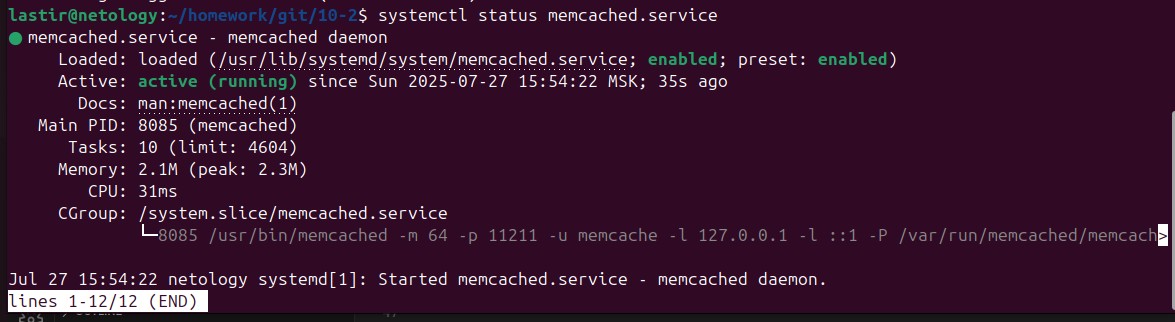 lastir@netology:~/homework/git/10-2$ systemctl status memcached.service
● memcached.service - memcached daemon
Loaded: loaded (/usr/lib/systemd/system/memcached.service; enabled; preset: enabled)
Active: active (running) since Sun 2025-07-27 15:54:22 MSK; 35s ago
Docs: man:memcached(1)
Main PID: 8085 (memcached)
Tasks: 10 (limit: 4604)
Memory: 2.1M (peak: 2.3M)
CPU: 31ms
CGroup: /system.slice/memcached.service
└─8085 /usr/bin/memcached -m 64 -p 11211 -u memcache -l 127.0.0.1 -l ::1 -P /var/run/memcached/memcach>
Jul 27 15:54:22 netology systemd[1]: Started memcached.service - memcached daemon.
lines 1-12/12 (END)